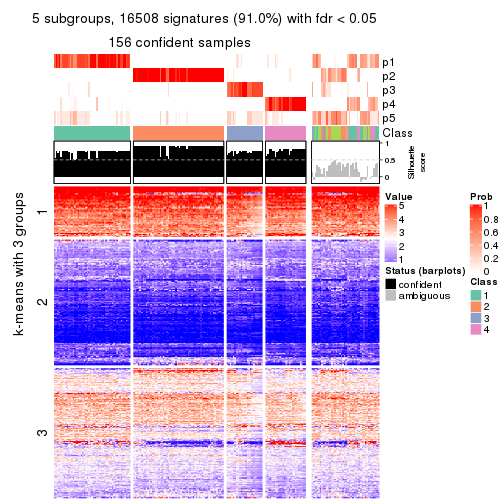 5 subgroups, 16508 signatures (91.0%) with fdr < 0.05
156 confident samples
p1
p2
p3
p4
p5
Class
1
0.5
0
Silhouette
score
k-means with 3 groups
1
2
3
Value
5
4
3
2
1
Prob
1
0.8
0.6
0.4
0.2
0
Status (barplots)
confident
ambiguous
Class
1
2
3
4